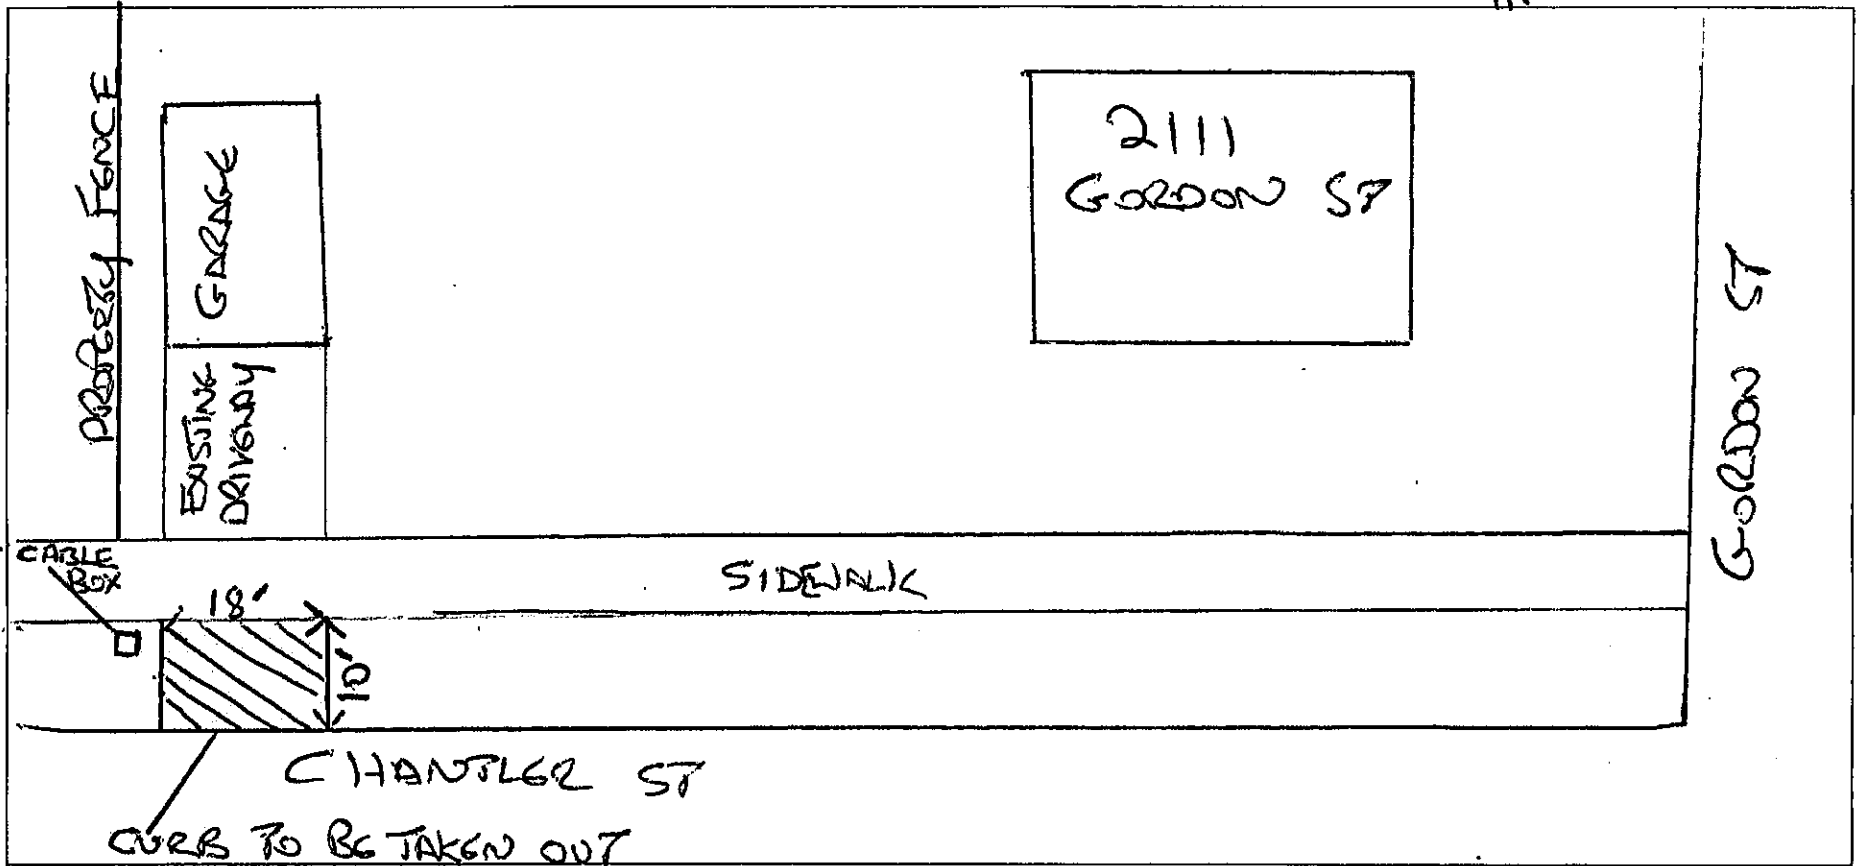 PROPERTY FENCE
GARAGE
EXISTING
DRIVEWAY
2111
GORDON ST
GORDON ST
CABLE
BOX
SIDEWALK
18'
10'
CHANTLER ST
CURB TO BE TAKEN OUT